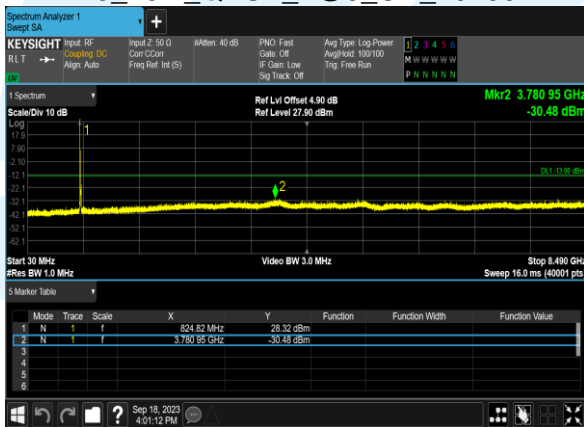 Spectrum Analyzer 1
Swept SA
KEYSIGHT Input: RF Input Z: 50 Ω #Atten: 40 dB PNO: Fast Avg Type: Log-Power 1 2 3 4 5 6
RLT Coupling: DC Corr CCorr Gate: Off Avg|Hold: 100/100 M W W W W W
Align: Auto Freq Ref: Int (S) IF Gain: Low Trig: Free Run
Sig Track: Off P N N N N N
1 Spectrum
Ref Lvl Offset 4.90 dB Mkr2 3.780 95 GHz
Scale/Div 10 dB Ref Level 27.90 dBm -30.48 dBm
Log
17.9 1
7.90
-2.10
-12.1 DL1 -13.00 dBm
-22.1 2
-32.1
-42.1
-52.1
-62.1
Start 30 MHz Video BW 3.0 MHz Stop 8.490 GHz
#Res BW 1.0 MHz Sweep 16.0 ms (40001 pts
5 Marker Table
Mode Trace Scale X Y Function Function Width Function Value
1 N 1 f 824.82 MHz 28.32 dBm
2 N 1 f 3.780 95 GHz -30.48 dBm
3
4
5
6
? Sep 18, 2023
4:01:12 PM